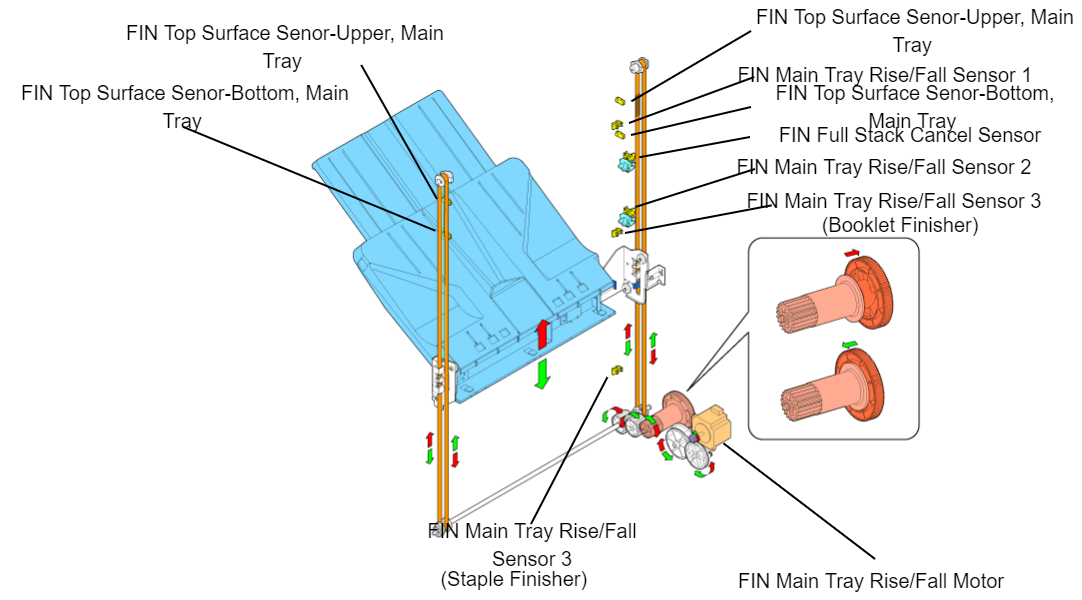 FIN Top Surface Senor-Upper, Main
Tray
FIN Top Surface Senor-Bottom, Main
Tray
FIN Top Surface Senor-Upper, Main
Tray
FIN Main Tray Rise/Fall Sensor 1
FIN Top Surface Senor-Bottom,
Main Tray
FIN Full Stack Cancel Sensor
FIN Main Tray Rise/Fall Sensor 2
FIN Main Tray Rise/Fall Sensor 3
(Booklet Finisher)
FIN Main Tray Rise/Fall
Sensor 3
(Staple Finisher)
FIN Main Tray Rise/Fall Motor